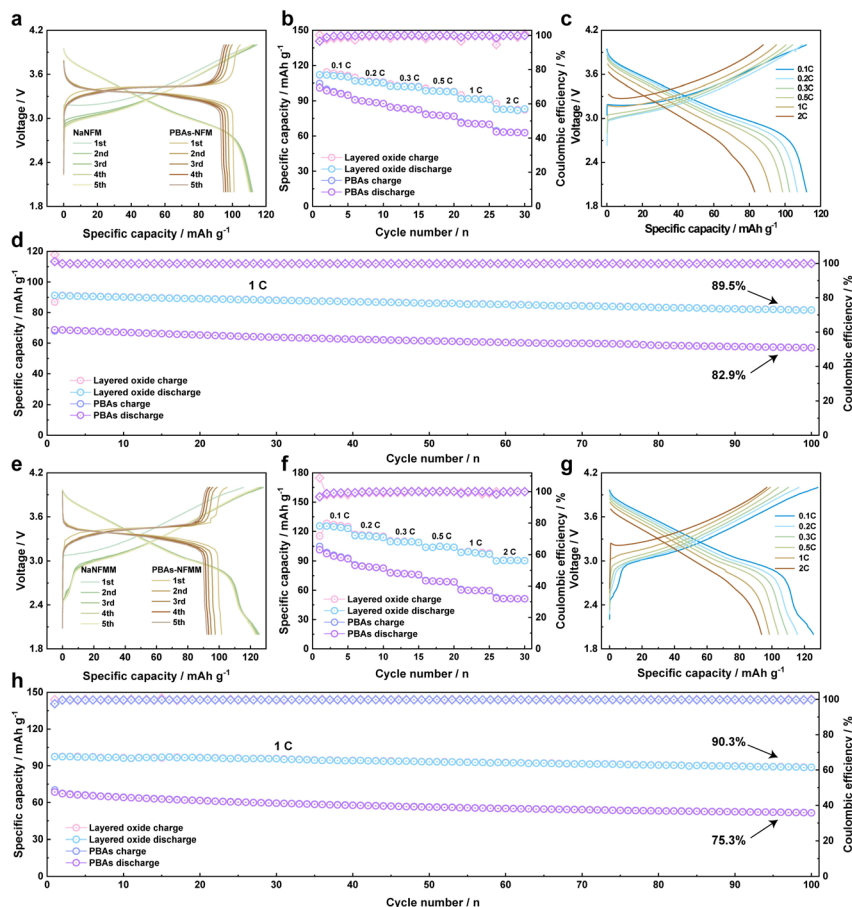 a
4.0
3.6
3.0
2.4
1.8
Voltage / V
NaNFM PBAs-NFM
1st 1st
2nd 2nd
3rd 3rd
4th 4th
5th 5th
0 20 40 60 80 100 120
Specific capacity / mAh g-1
b
150
120
90
60
30
0
Specific capacity / mAh g-1
0.1 C 0.2 C 0.3 C 0.5 C 1 C 2 C
Layered oxide charge
Layered oxide discharge
PBAs charge
PBAs discharge
0 5 10 15 20 25 30
Cycle number / n
100
80
60
40
20
0
Coulombic efficiency / %
c
4.2
3.6
3.0
2.4
1.8
Voltage / V
0.1C
0.2C
0.3C
0.5C
1C
2C
0 20 40 60 80 100 120
Specific capacity / mAh g-1
d
120
100
80
60
40
20
0
Specific capacity / mAh g-1
1 C
89.5%
82.9%
Layered oxide charge
Layered oxide discharge
PBAs charge
PBAs discharge
0 10 20 30 40 50 60 70 80 90 100
Cycle number / n
100
80
60
40
20
0
Coulombic efficiency / %
e
4.2
3.6
3.0
2.4
1.8
Voltage / V
NaNFMM PBAs-NFMM
1st 1st
2nd 2nd
3rd 3rd
4th 4th
5th 5th
0 20 40 60 80 100 120
Specific capacity / mAh g-1
f
180
150
120
90
60
30
0
Specific capacity / mAh g-1
0.1 C 0.2 C 0.3 C 0.5 C 1 C 2 C
Layered oxide charge
Layered oxide discharge
PBAs charge
PBAs discharge
0 5 10 15 20 25 30
Cycle number / n
100
80
60
40
20
0
Coulombic efficiency / %
g
4.2
3.6
3.0
2.4
1.8
Voltage / V
0.1C
0.2C
0.3C
0.5C
1C
2C
0 20 40 60 80 100 120
Specific capacity / mAh g-1
h
150
120
90
60
30
0
Specific capacity / mAh g-1
1 C
90.3%
75.3%
Layered oxide charge
Layered oxide discharge
PBAs charge
PBAs discharge
0 10 20 30 40 50 60 70 80 90 100
Cycle number / n
100
80
60
40
20
0
Coulombic efficiency / %